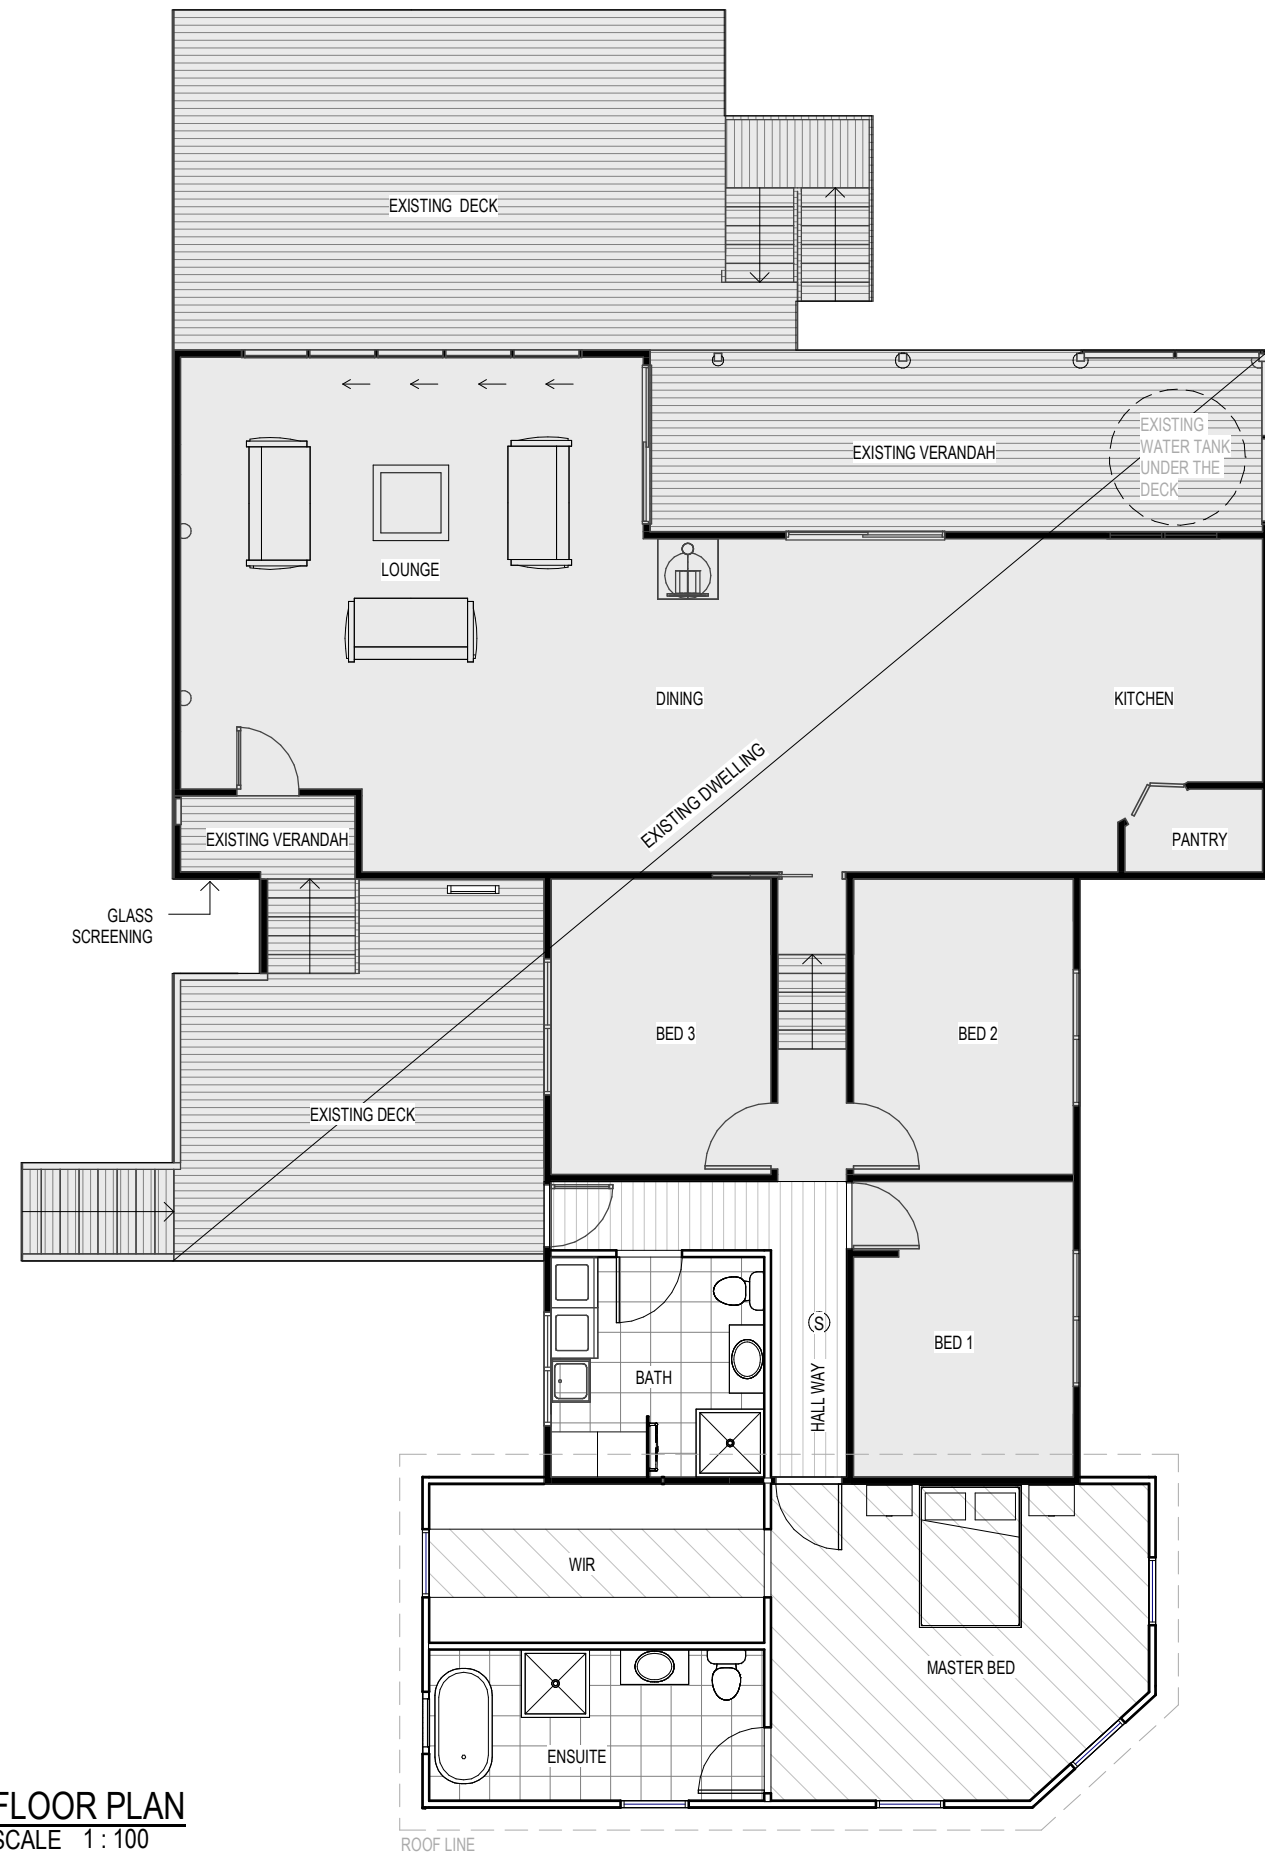 EXISTING DECK
EXISTING
WATER TANK
UNDER THE
DECK
EXISTING VERANDAH
LOUNGE
DINING
KITCHEN
EXISTING DWELLING
EXISTING VERANDAH
PANTRY
GLASS
SCREENING
BED 3
BED 2
EXISTING DECK
S
BED 1
BATH
HALL WAY
WIR
MASTER BED
ENSUITE
FLOOR PLAN
SCALE 1 : 100
ROOF LINE